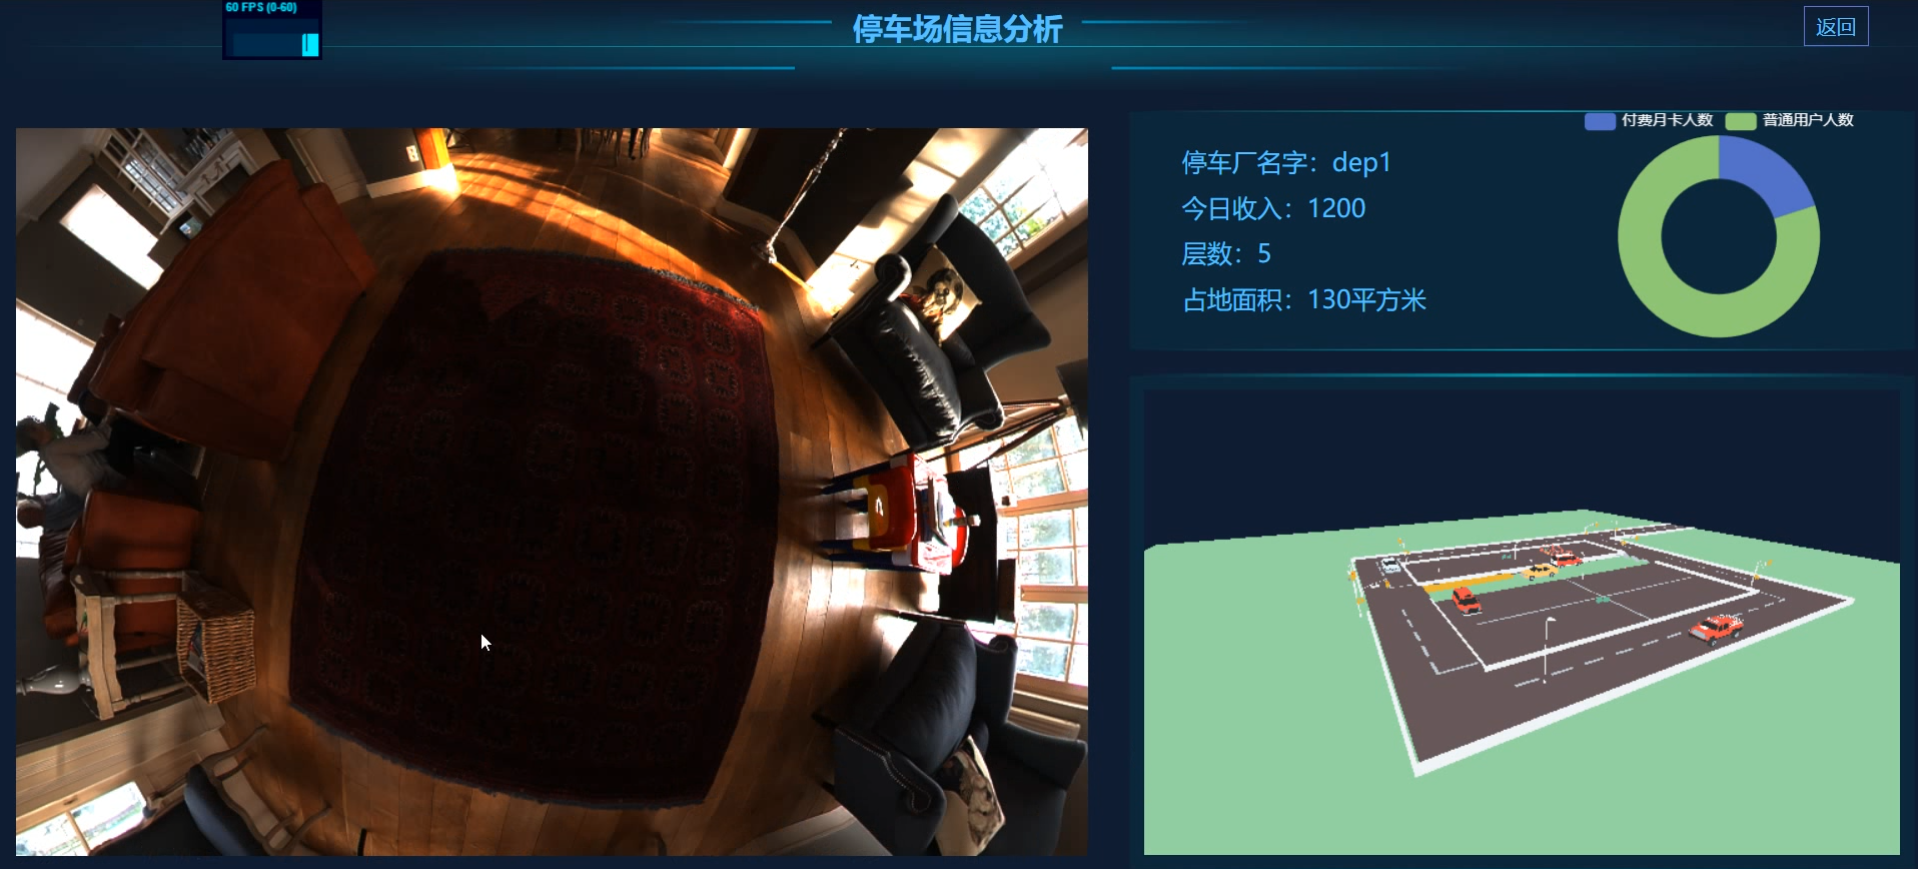 60 FPS (0-60)
停车场信息分析
返回
付费月卡人数 普通用户人数
停车厂名字：dep1
今日收入：1200
层数：5
占地面积：130平方米